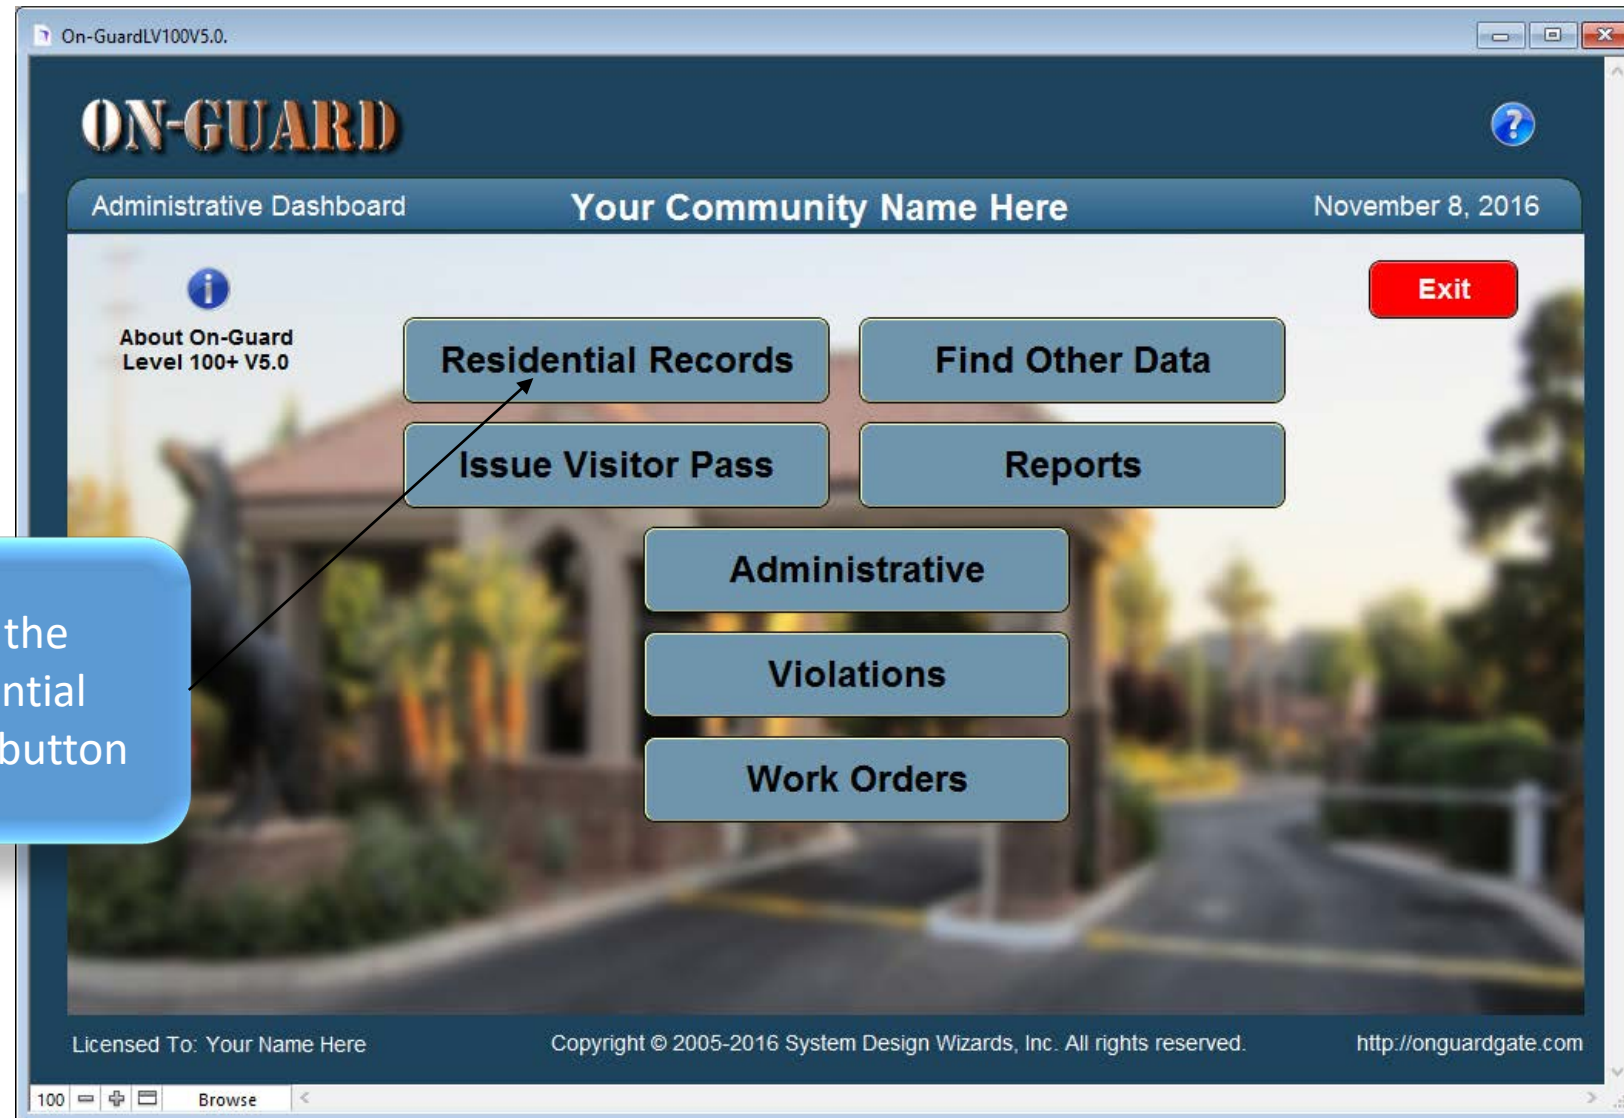 On-GuardLV100V5.0.
ON-GUARD
?
Administrative Dashboard
Your Community Name Here
November 8, 2016
i
About On-Guard
Level 100+ V5.0
Exit
Residential Records
Find Other Data
Issue Visitor Pass
Reports
Administrative
Violations
Work Orders
the
ntial
button
Licensed To: Your Name Here
Copyright © 2005-2016 System Design Wizards, Inc. All rights reserved.
http://onguardgate.com
100
Browse